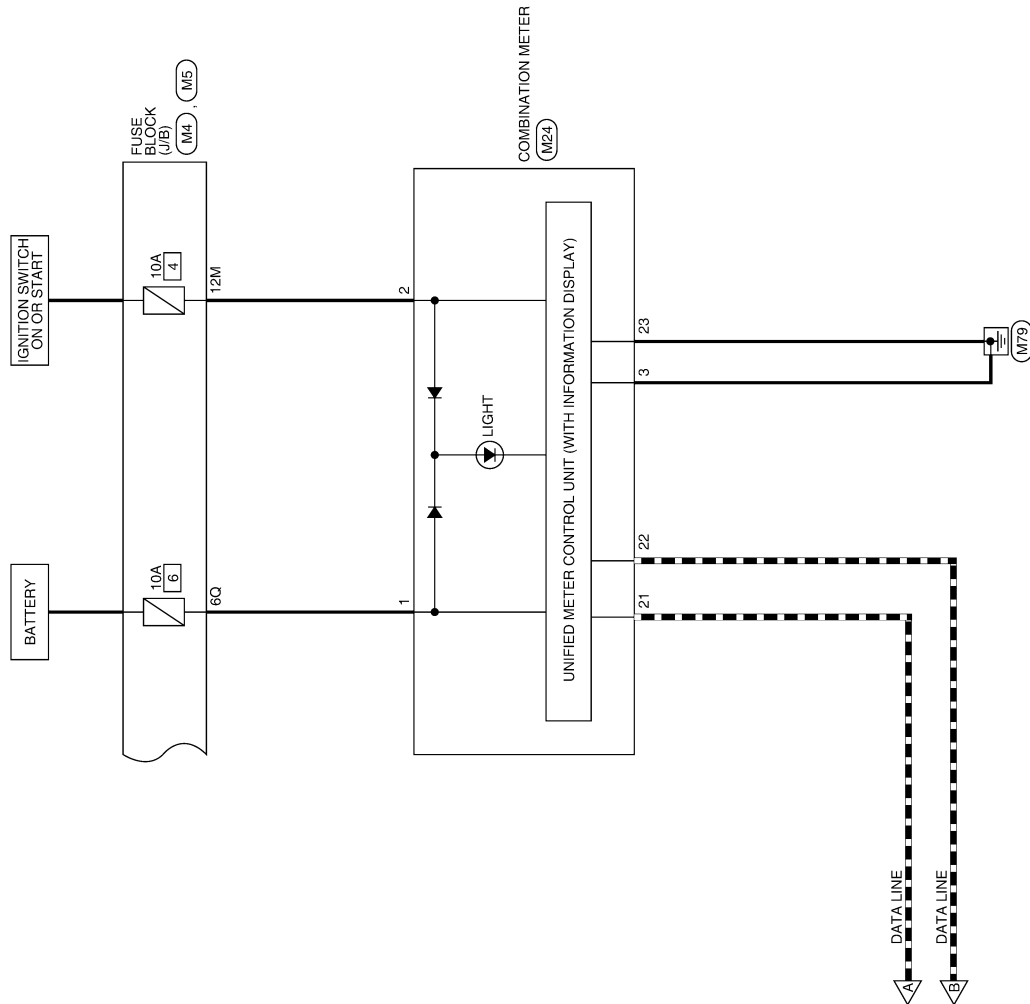 BATTERY
IGNITION SWITCH
ON OR START
10A
6
10A
4
FUSE
BLOCK
(J/B)
M4 , M5
6Q
12M
1
2
COMBINATION METER
M24
LIGHT
UNIFIED METER CONTROL UNIT (WITH INFORMATION DISPLAY)
21
22
3
23
M79
DATA LINE
A
DATA LINE
B